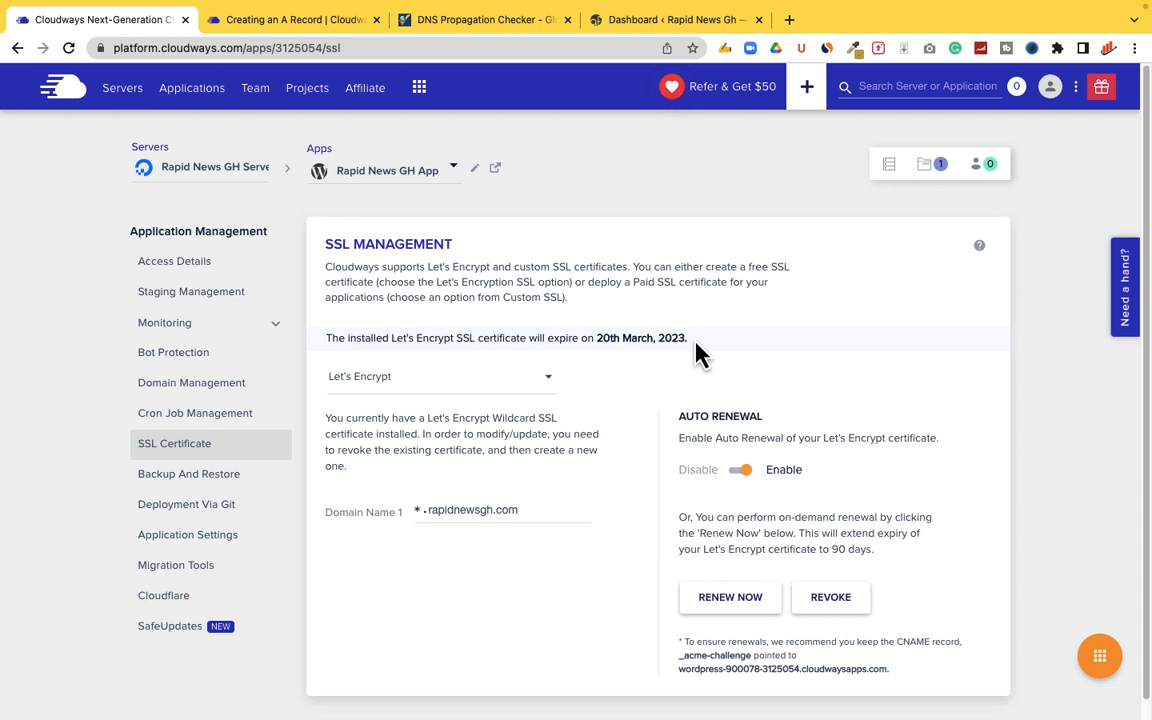 Cloudways Next-Generation Cl
Creating an A Record | Cloudw
DNS Propagation Checker - Gl
Dashboard ‹ Rapid News Gh —
platform.cloudways.com/apps/3125054/ssl
Servers
Applications
Team
Projects
Affiliate
Refer & Get $50
Search Server or Application
0
Servers
Rapid News GH Serve
Apps
Rapid News GH App
1
0
Application Management
Access Details
Staging Management
Monitoring
Bot Protection
Domain Management
Cron Job Management
SSL Certificate
Backup And Restore
Deployment Via Git
Application Settings
Migration Tools
Cloudflare
SafeUpdates NEW
SSL MANAGEMENT
Cloudways supports Let's Encrypt and custom SSL certificates. You can either create a free SSL
certificate (choose the Let's Encryption SSL option) or deploy a Paid SSL certificate for your
applications (choose an option from Custom SSL).
The installed Let's Encrypt SSL certificate will expire on 20th March, 2023.
Let's Encrypt
You currently have a Let's Encrypt Wildcard SSL
certificate installed. In order to modify/update, you need
to revoke the existing certificate, and then create a new
one.
Domain Name 1 *.rapidnewsgh.com
AUTO RENEWAL
Enable Auto Renewal of your Let's Encrypt certificate.
Disable Enable
Or, You can perform on-demand renewal by clicking
the 'Renew Now' below. This will extend expiry of
your Let's Encrypt certificate to 90 days.
RENEW NOW
REVOKE
* To ensure renewals, we recommend you keep the CNAME record,
_acme-challenge pointed to
wordpress-900078-3125054.cloudwaysapps.com.
Need a hand?